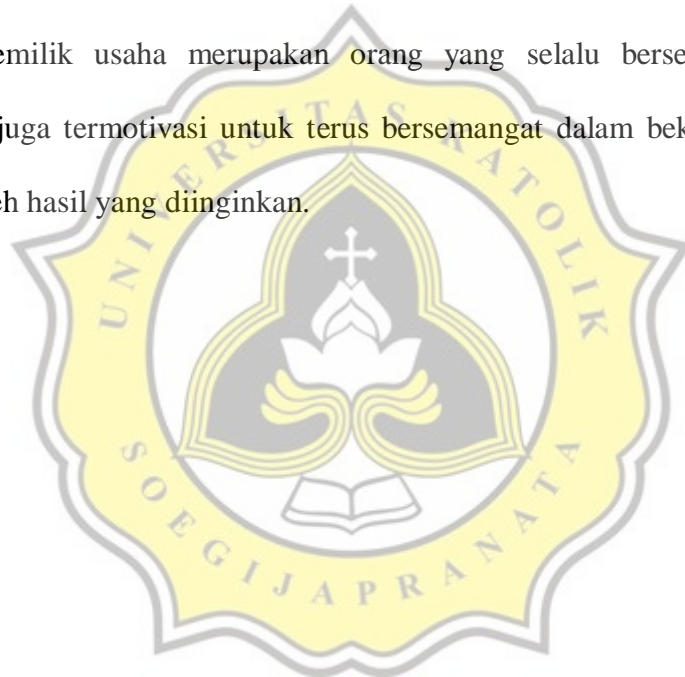 emilik usaha merupakan orang yang selalu berse
juga termotivasi untuk terus bersemangat dalam bek
eh hasil yang diinginkan.
UNIVERSITAS KATOLIK
SOEGIJAPRANATA